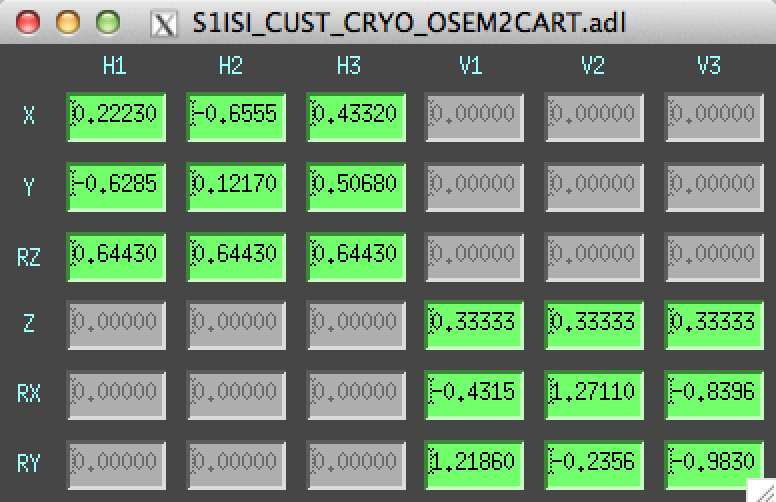 S1ISI_CUST_CRYO_OSEM2CART.adl
H1 H2 H3 V1 V2 V3
X 0.22230 -0.6555 0.43320 0.00000 0.00000 0.00000
Y -0.6285 0.12170 0.50680 0.00000 0.00000 0.00000
RZ 0.64430 0.64430 0.64430 0.00000 0.00000 0.00000
Z 0.00000 0.00000 0.00000 0.33333 0.33333 0.33333
RX 0.00000 0.00000 0.00000 -0.4315 1.27110 -0.8396
RY 0.00000 0.00000 0.00000 1.21860 -0.2356 -0.9830